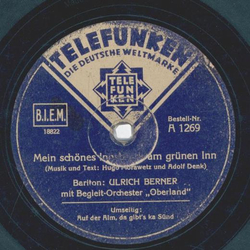 TELEFUNKEN
DIE DEUTSCHE WELTMARKE
TELE
FUN
KEN
B.I.E.M.
18822
Bestell-Nr.
A 1269
Mein schönes am grünen Inn
(Musik und Text: Hugo Morawetz und Adolf Denk)
Bariton: ULRICH BERNER
mit Begleit-Orchester „Oberland"
Umseitig:
Auf der Alm, da gibt's ka Sünd